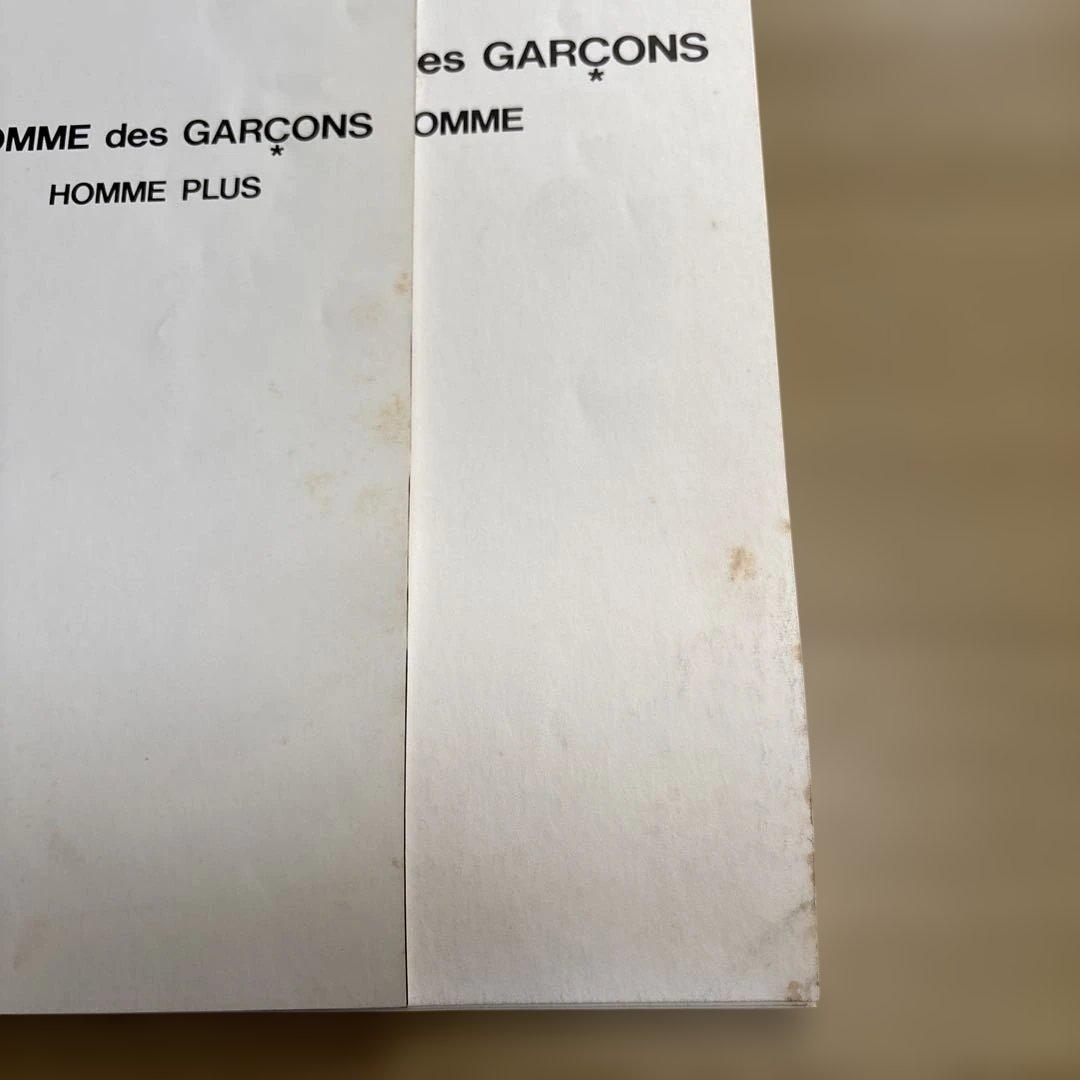 OMME des GARÇONS
*
HOMME PLUS
es GARÇONS
*
OMME